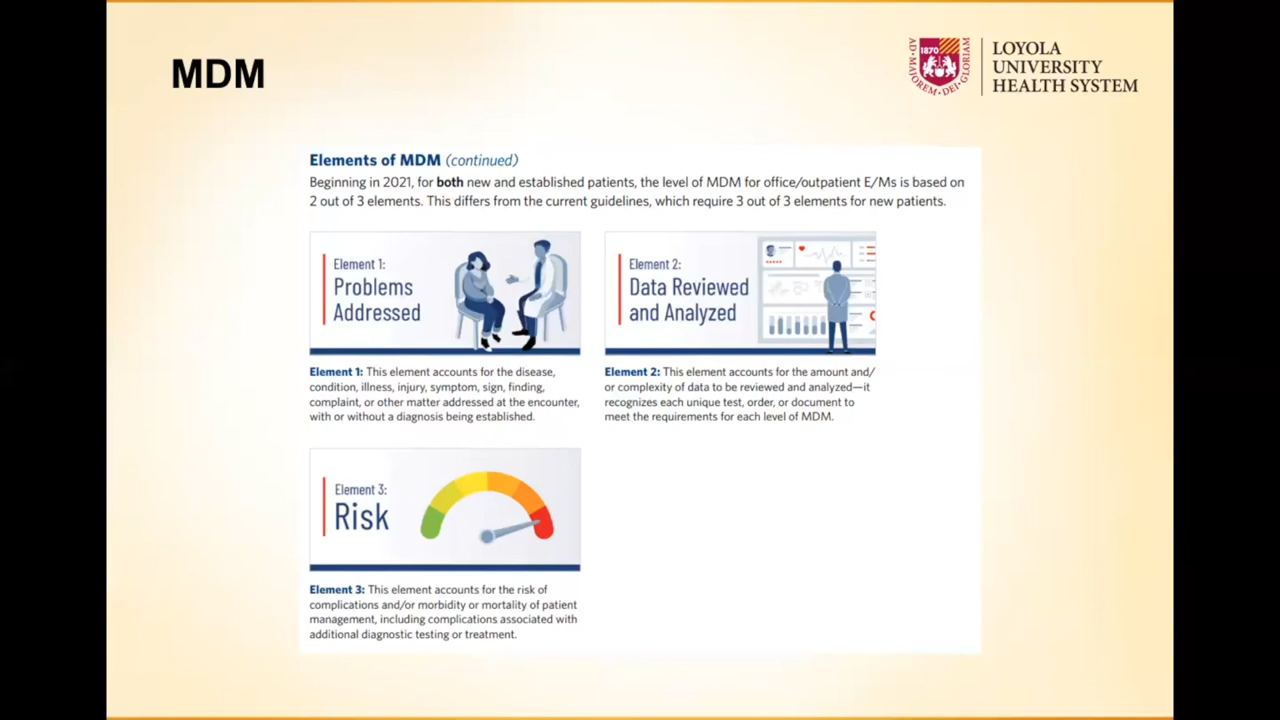 MDM
1870
AD·MAJOREM·DEI·GLORIAM
LOYOLA
UNIVERSITY
HEALTH SYSTEM
Elements of MDM (continued)
Beginning in 2021, for both new and established patients, the level of MDM for office/outpatient E/Ms is based on
2 out of 3 elements. This differs from the current guidelines, which require 3 out of 3 elements for new patients.
Element 1:
Problems
Addressed
Element 1: This element accounts for the disease,
condition, illness, injury, symptom, sign, finding,
complaint, or other matter addressed at the encounter,
with or without a diagnosis being established.
Element 2:
Data Reviewed
and Analyzed
Element 2: This element accounts for the amount and/
or complexity of data to be reviewed and analyzed—it
recognizes each unique test, order, or document to
meet the requirements for each level of MDM.
Element 3:
Risk
Element 3: This element accounts for the risk of
complications and/or morbidity or mortality of patient
management, including complications associated with
additional diagnostic testing or treatment.